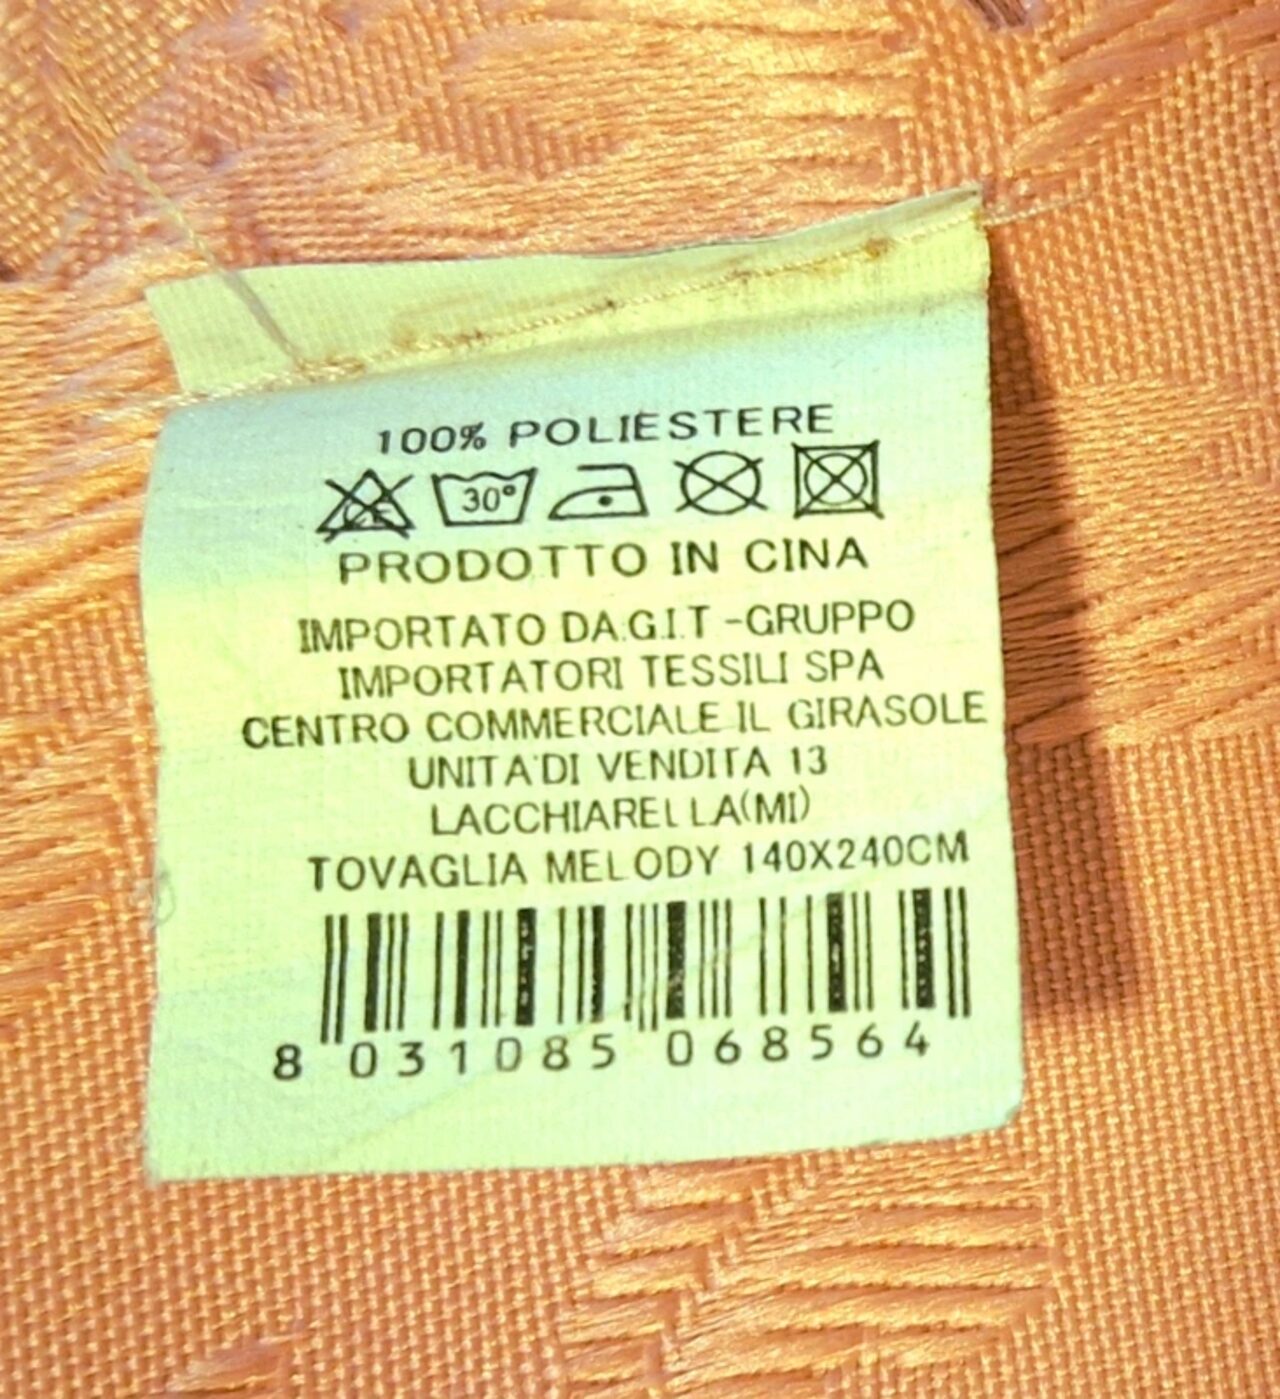 100% POLIESTERE
30°
PRODOTTO IN CINA
IMPORTATO DA G.I.T -GRUPPO
IMPORTATORI TESSILI SPA
CENTRO COMMERCIALE IL GIRASOLE
UNITA'DI VENDITA 13
LACCHIARELLA(MI)
TOVAGLIA MELODY 140X240CM
8 031085 068564